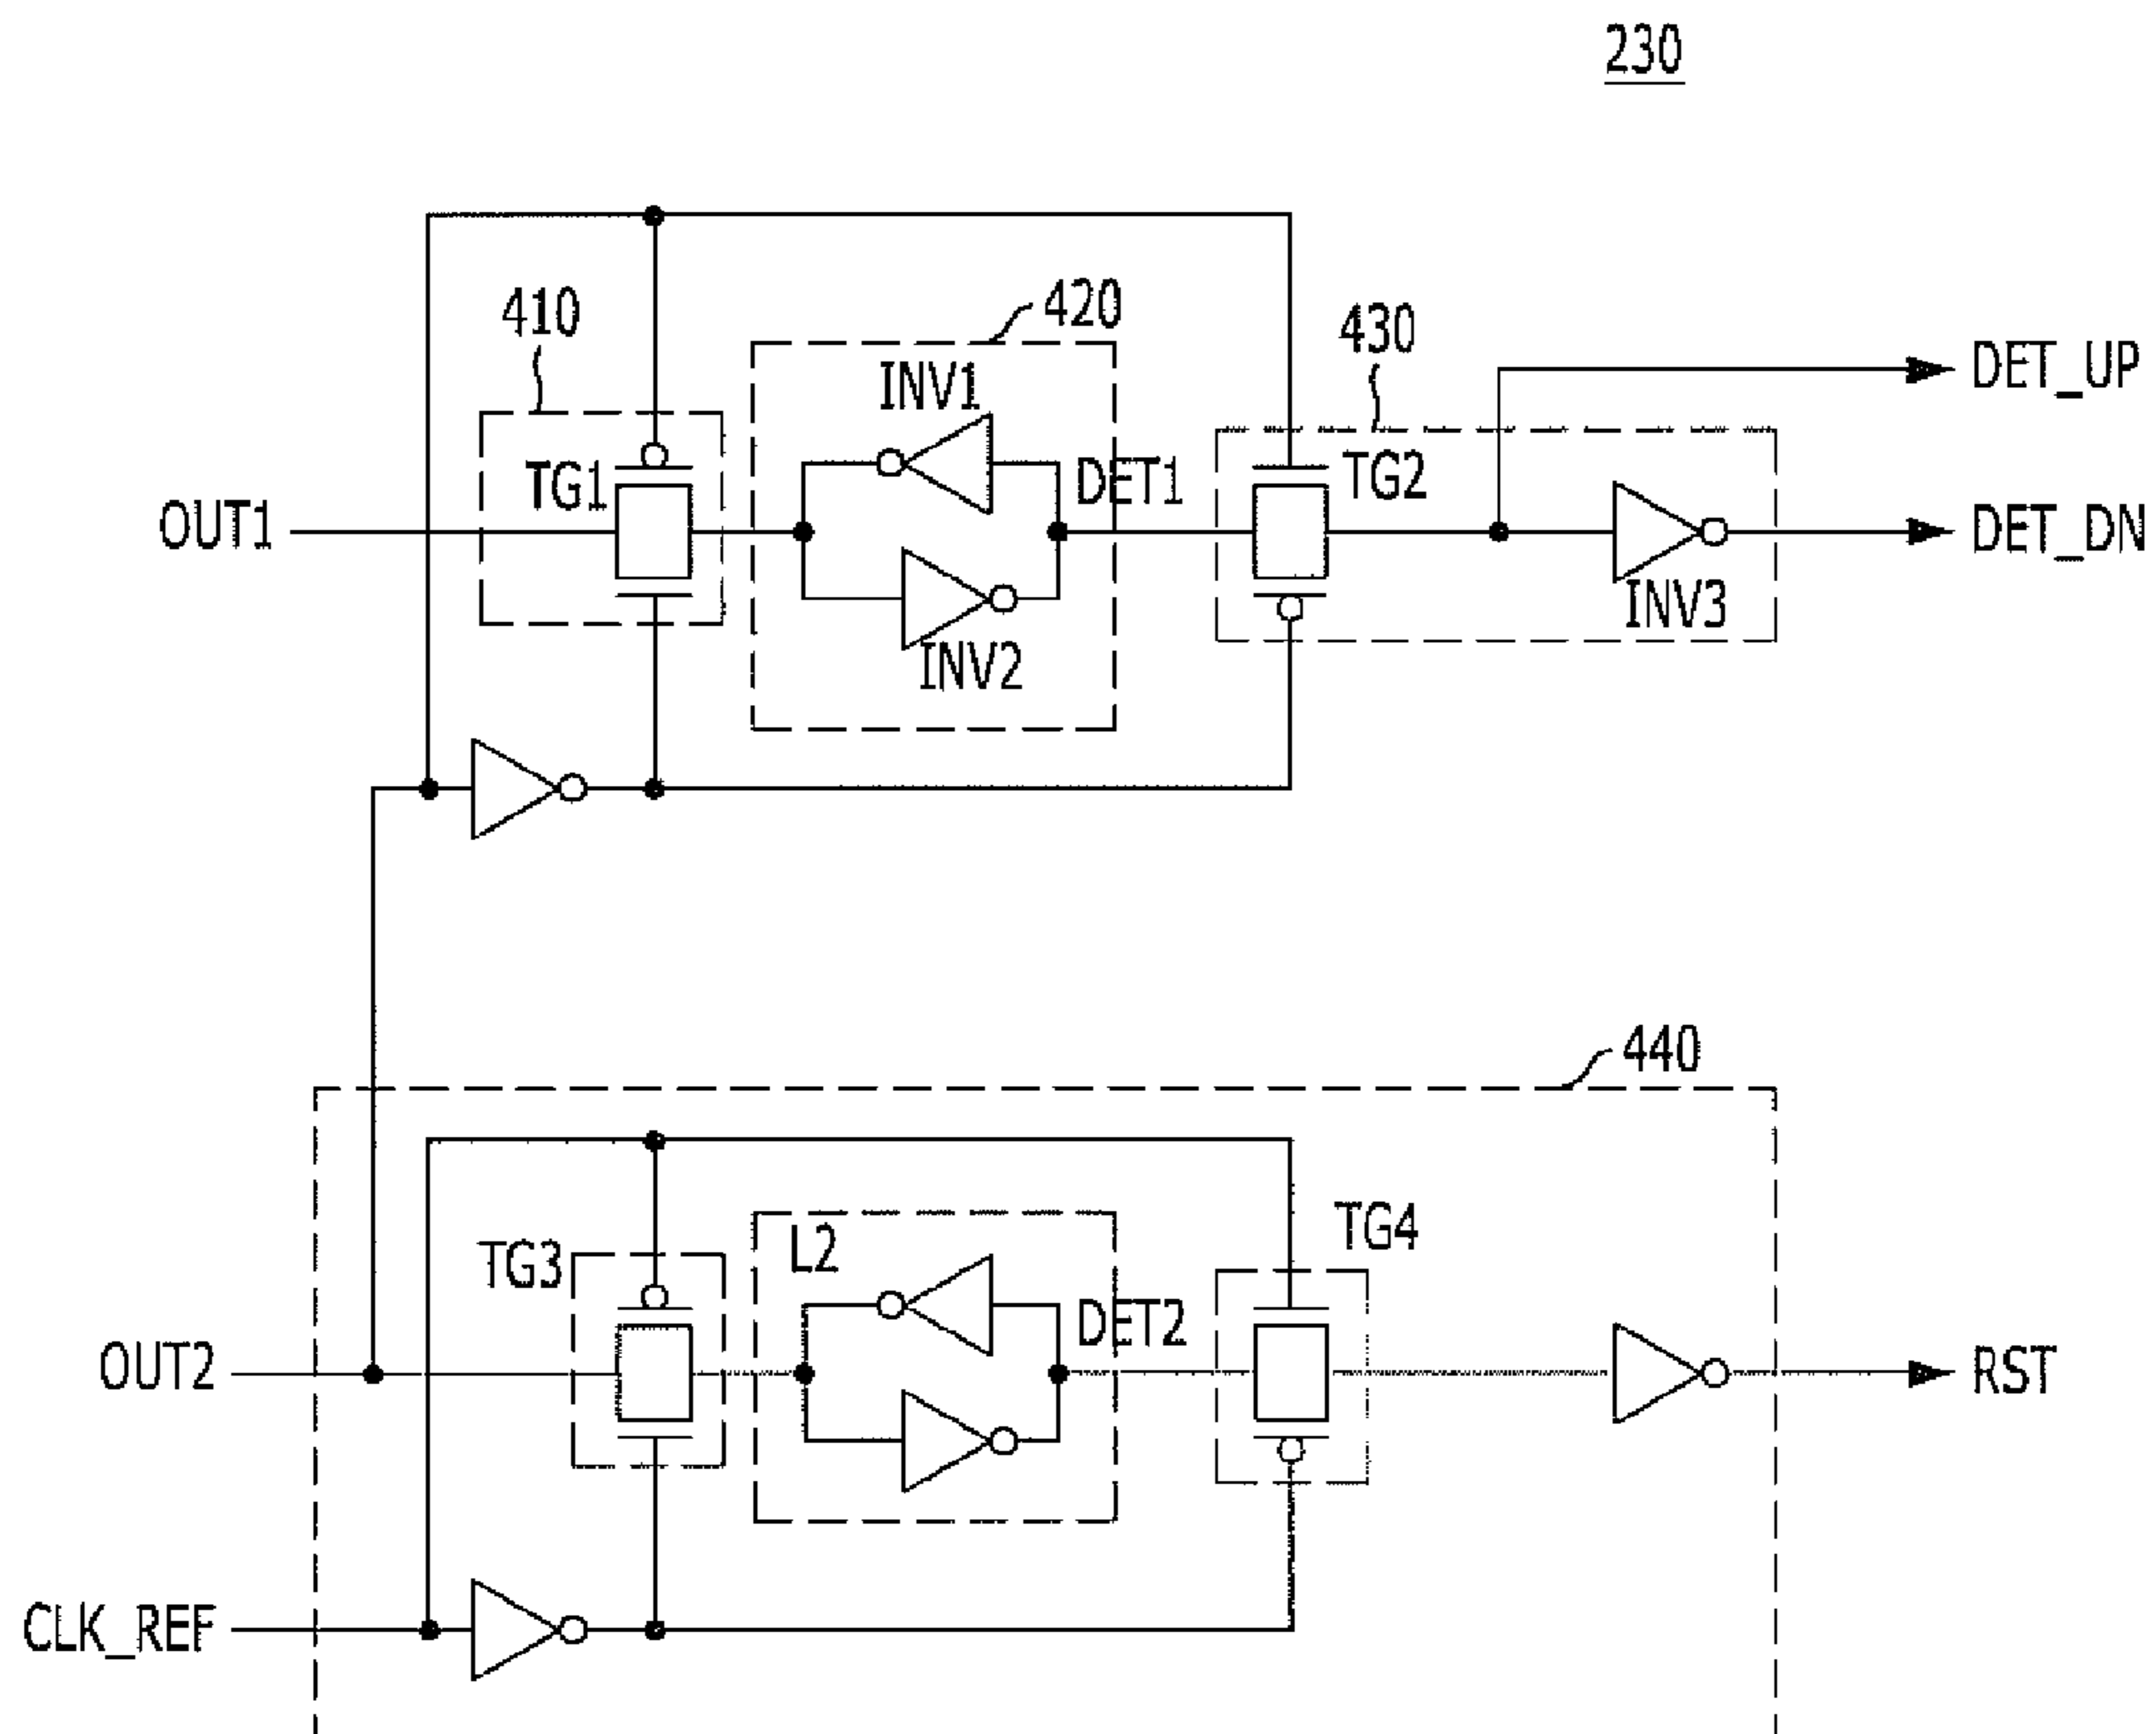 230
410
420
430
INV1
DET_UP
TG1
DET1
TG2
OUT1
DET_DN
INV3
INV2
440
L2
TG4
TG3
DET2
OUT2
RST
CLK_REF